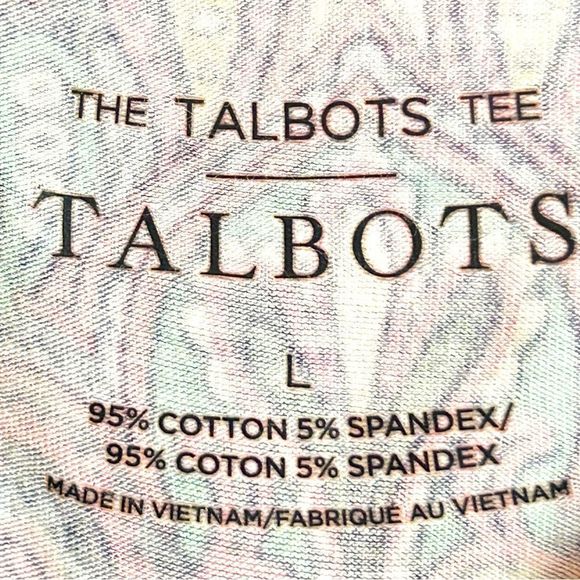 THE TALBOTS TEE
TALBOTS
L
95% COTTON 5% SPANDEX/
95% COTON 5% SPANDEX
MADE IN VIETNAM/FABRIQUE AU VIETNAM